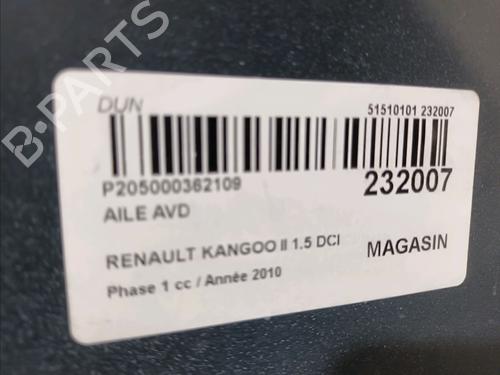 DUN
51510101 232007
P205000362109
232007
AILE AVD
RENAULT KANGOO II 1.5 DCI
MAGASIN
Phase 1 cc / Année 2010
B-PARTS